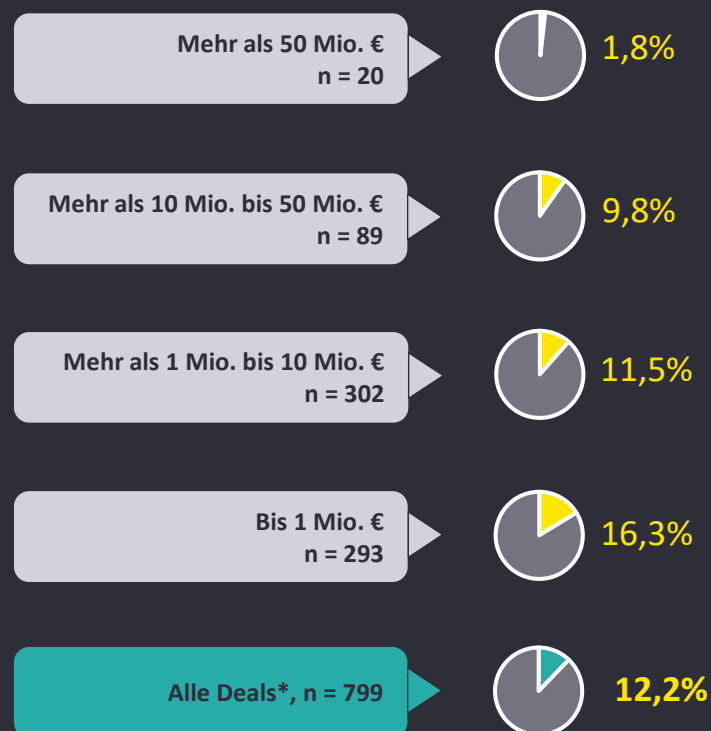 Mehr als 50 Mio. €
n = 20
1,8%
Mehr als 10 Mio. bis 50 Mio. €
n = 89
9,8%
Mehr als 1 Mio. bis 10 Mio. €
n = 302
11,5%
Bis 1 Mio. €
n = 293
16,3%
Alle Deals*, n = 799
12,2%